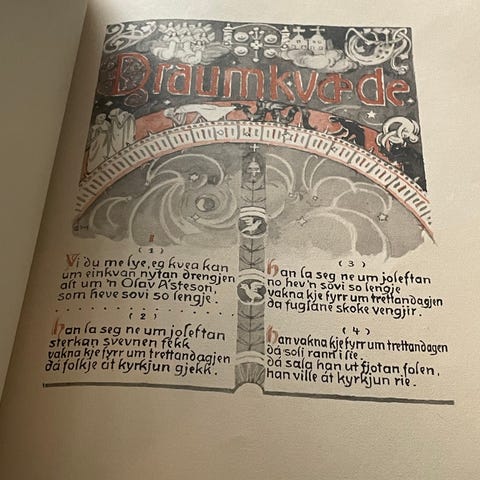 Draumkvæde
I
(1)
Vi du me lye, eg kvea kan
um einkvan nytan drengjen
alt um 'n Olav Åsteson,
som heve sovi so lengje.
(2)
Han la seg ne um joleftan
sterkan svevnen fekk
vakna kje fyrr um trettandagjen
då folkje åt kyrkjun gjekk.
(3)
Han la seg ne um joleftan
no hev'n sovi so lengje
vakna kje fyrr um trettandagjen
då fuglane skoke vengjir.
(4)
Han vakna kje fyrr um trettandagen
då soli rann i lie.
då sala han ut fjotan folen,
han ville åt kyrkjun rie.